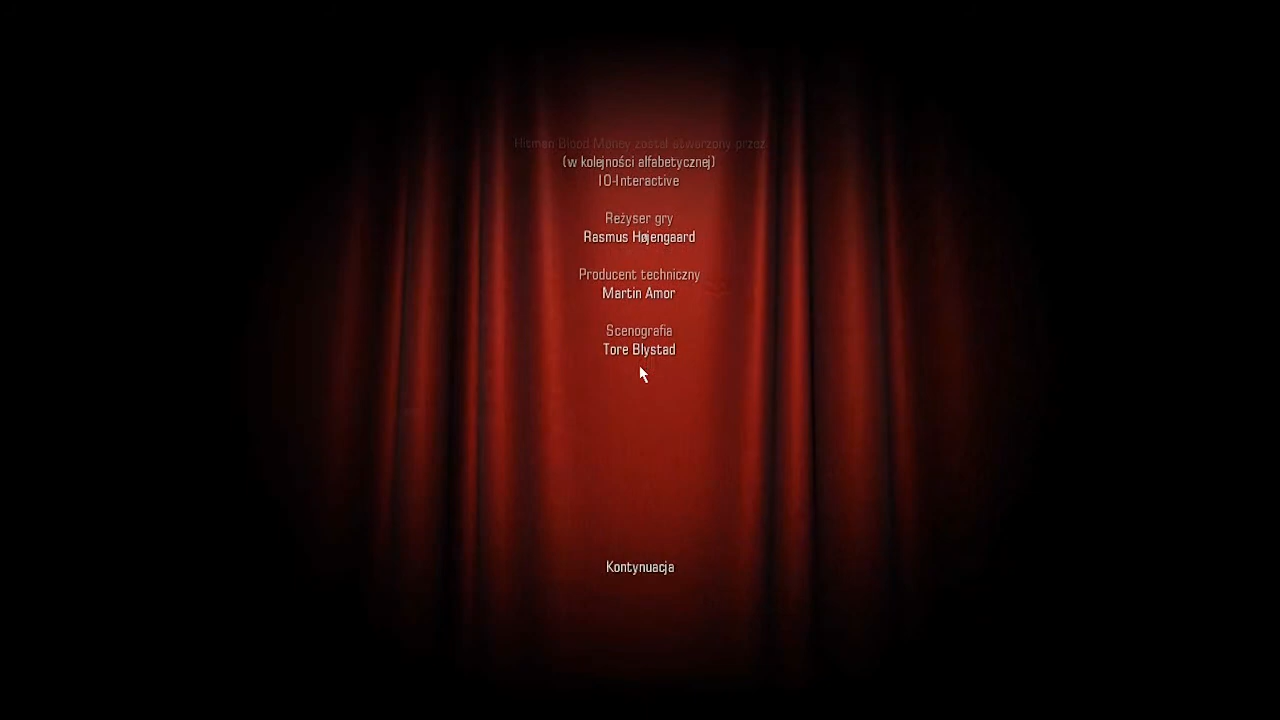 Hitman Blood Money został utworzony przez
(w kolejności alfabetycznej)
IO-Interactive
Reżyser gry
Rasmus Højengaard
Producent techniczny
Martin Amor
Scenografia
Tore Blystad
Kontynuacja